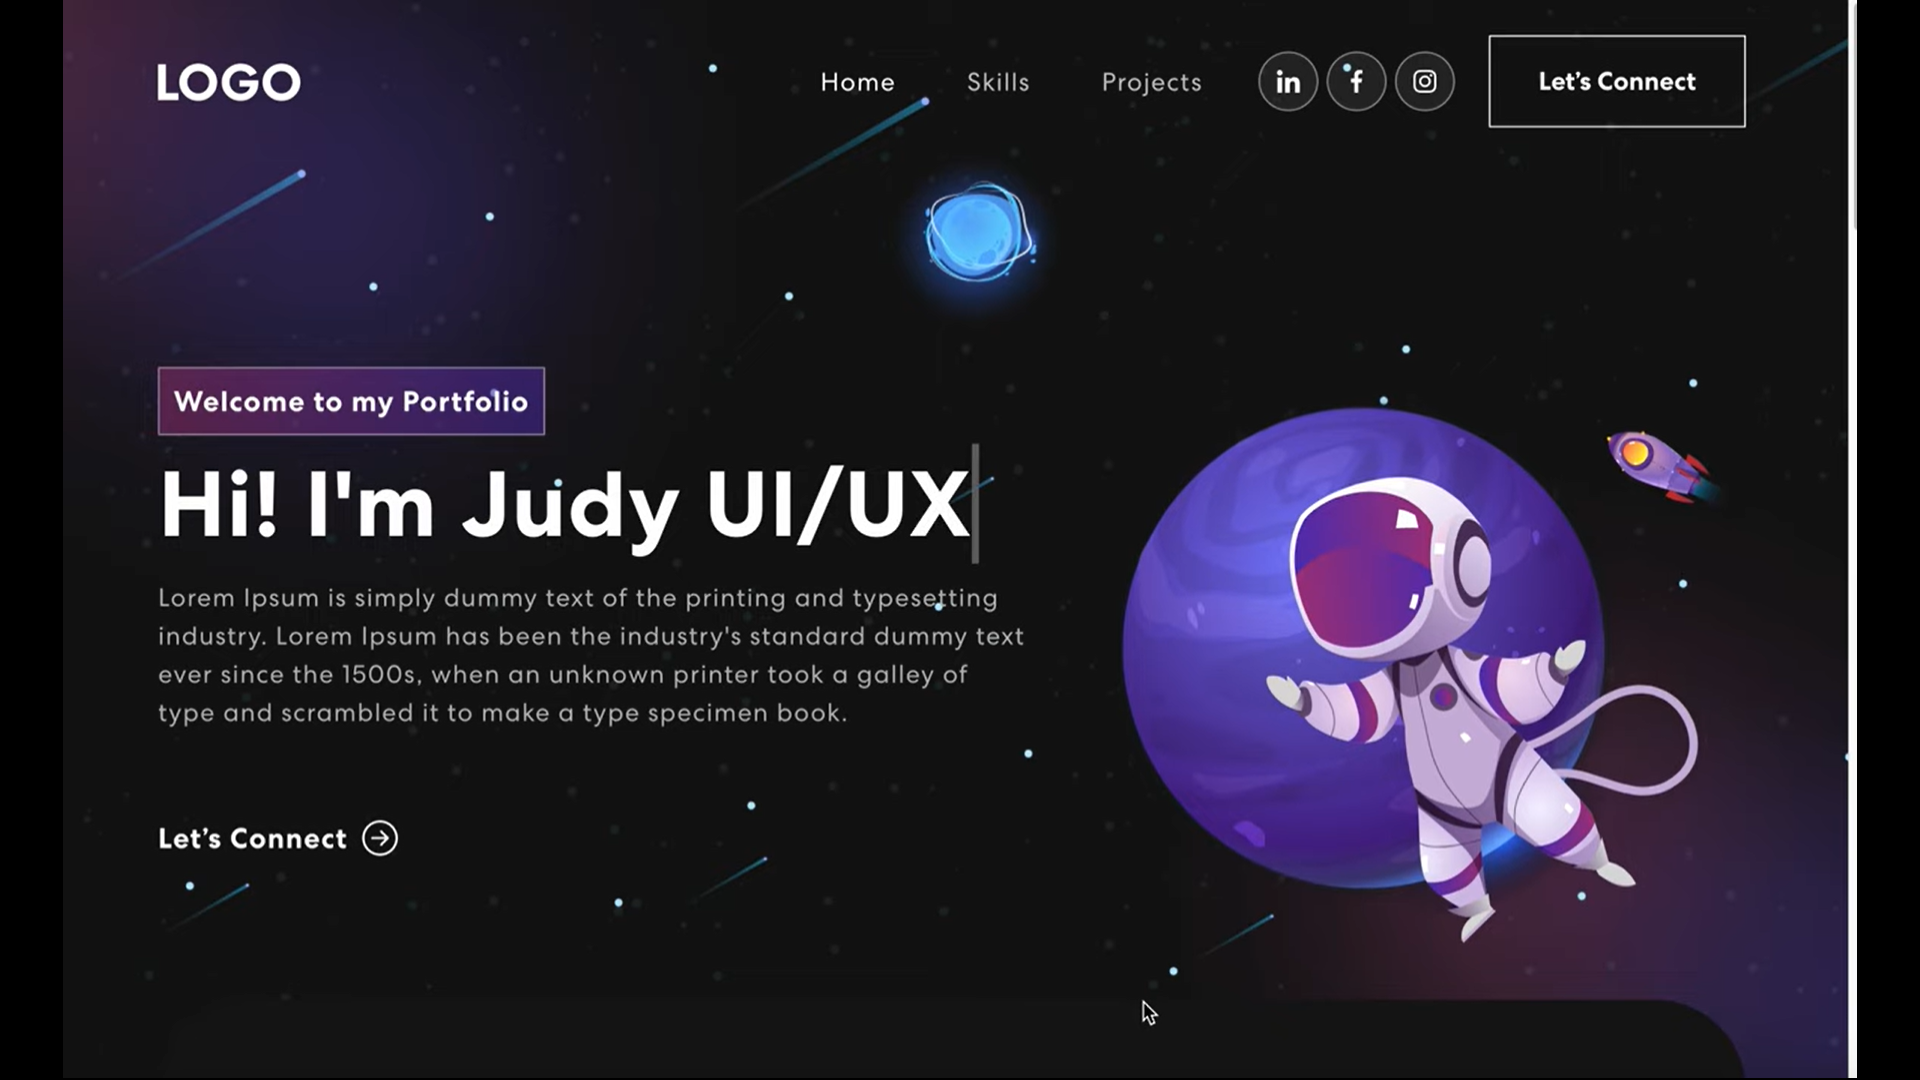 LOGO
Home
Skills
Projects
in
f
Let's Connect
Welcome to my Portfolio
Hi! I'm Judy UI/UX
Lorem Ipsum is simply dummy text of the printing and typesetting
industry. Lorem Ipsum has been the industry's standard dummy text
ever since the 1500s, when an unknown printer took a galley of
type and scrambled it to make a type specimen book.
Let’s Connect